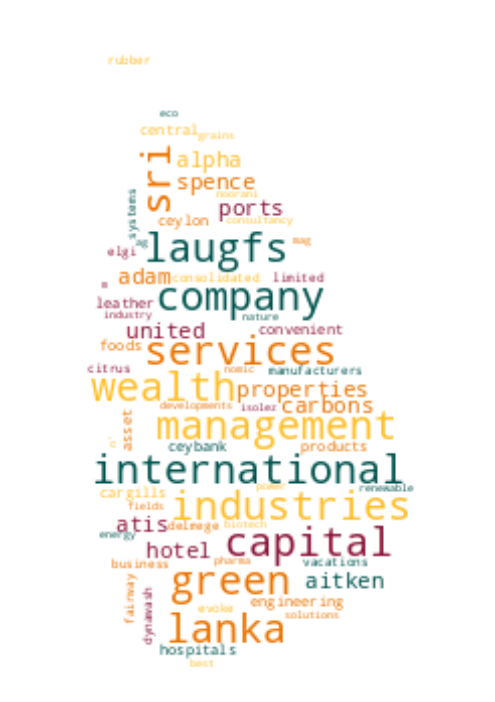 rubber
eco
central
grains
sri
alpha
spence
noorani
systems
ports
ceylon
consultancy
ag
laugfs
mag
elgi
adam
consolidated
limited
m
company
leather
industry
nature
united
convenient
services
foods
citrus
nomic
manufacturers
wealth
properties
developments
isolez
carbons
asset
management
n'
ceybank
products
international
cargills
power
renewable
fields
industries
atis
delmege
biotech
energy
capital
hotel
business
pharma
vacations
fairway
green
aitken
dynawash
evoke
engineering
solutions
lanka
hospitals
best